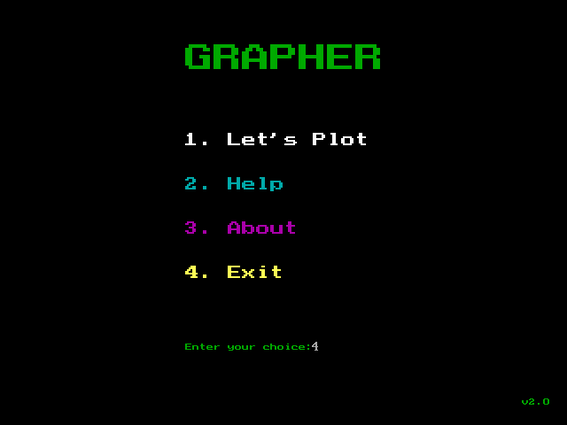 GRAPHER
1. Let's Plot
2. Help
3. About
4. Exit
Enter your choice:4
v2.0